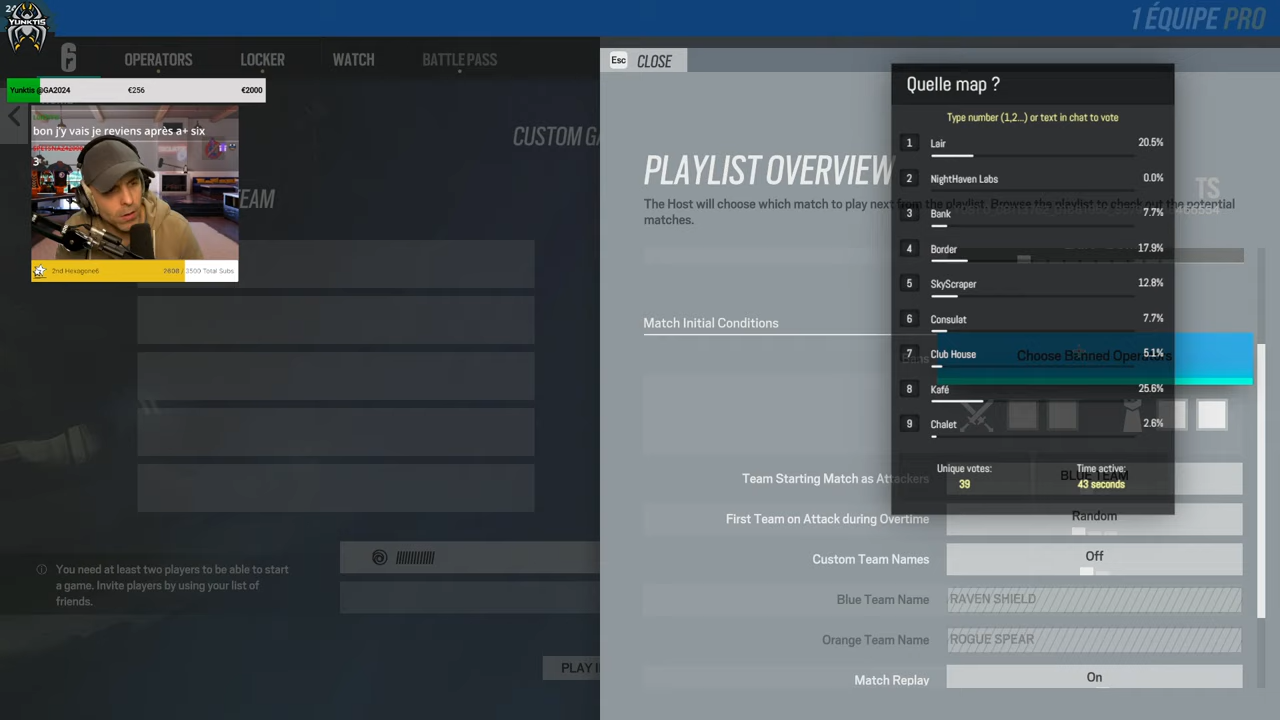 YUNKTIS
1 ÉQUIPE PRO
OPERATORS
LOCKER
WATCH
BATTLE PASS
Esc CLOSE
Yunktis @GA2024 €256 €2000
bon j'y vais je reviens après a+ six
3
2nd Hexagone6
/ 3500 Total Subs
CUSTOM GA
TEAM
PLAYLIST OVERVIEW
TS
The Host will choose which match to play next from the playlist. Browse the playlist to check out the potential
matches.
Match Initial Conditions
Quelle map ?
Type number (1,2...) or text in chat to vote
1 Lair 20.5%
2 NightHaven Labs 0.0%
3 Bank 7.7%
4 Border 17.9%
5 SkyScraper 12.8%
6 Consulat 7.7%
7 Club House 5.1%
8 Kafé 25.6%
9 Chalet 2.6%
Unique votes:
39
Time active:
43 seconds
Choose Banned Operators
Team Starting Match as Attackers BLUE TEAM
First Team on Attack during Overtime Random
Custom Team Names Off
Blue Team Name RAVEN SHIELD
Orange Team Name ROGUE SPEAR
Match Replay On
You need at least two players to be able to start
a game. Invite players by using your list of
friends.
PLAY I